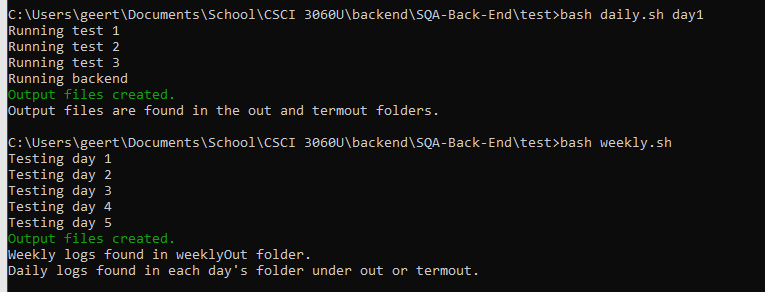 C:\Users\geert\Documents\School\CSCI 3060U\backend\SQA-Back-End\test>bash daily.sh day1
Running test 1
Running test 2
Running test 3
Running backend
Output files created.
Output files are found in the out and termout folders.
C:\Users\geert\Documents\School\CSCI 3060U\backend\SQA-Back-End\test>bash weekly.sh
Testing day 1
Testing day 2
Testing day 3
Testing day 4
Testing day 5
Output files created.
Weekly logs found in weeklyOut folder.
Daily logs found in each day's folder under out or termout.